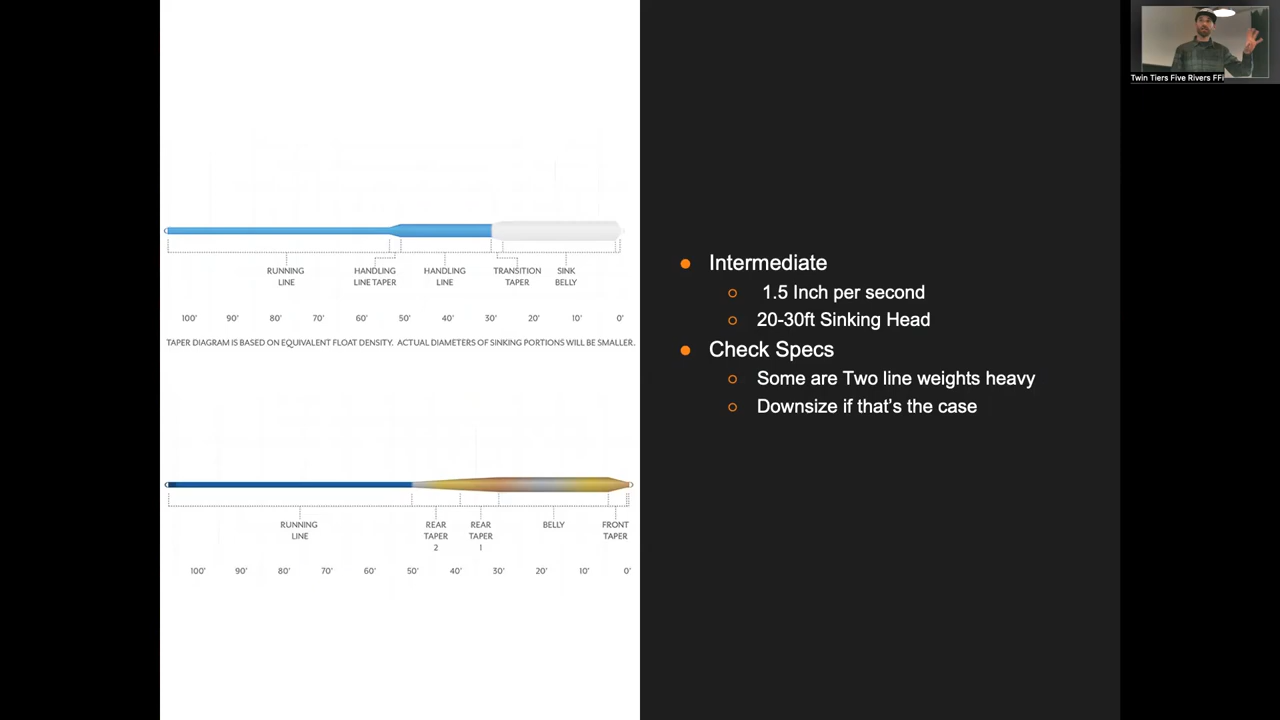 RUNNING
LINE
HANDLING
LINE TAPER
HANDLING
LINE
TRANSITION
TAPER
SINK
BELLY
100' 90' 80' 70' 60' 50' 40' 30' 20' 10' 0'
TAPER DIAGRAM IS BASED ON EQUIVALENT FLOAT DENSITY. ACTUAL DIAMETERS OF SINKING PORTIONS WILL BE SMALLER.
RUNNING
LINE
REAR
TAPER
2
REAR
TAPER
1
BELLY
FRONT
TAPER
100' 90' 80' 70' 60' 50' 40' 30' 20' 10' 0'
Intermediate
1.5 Inch per second
20-30ft Sinking Head
Check Specs
Some are Two line weights heavy
Downsize if that's the case
Twin Tiers Five Rivers FFi